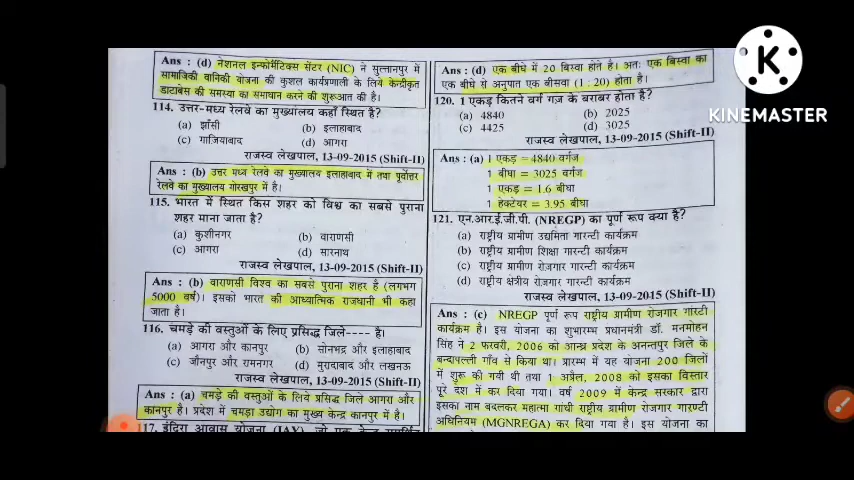 Ans : (d) नेशनल इन्फोर्मेटिक्स सेंटर (NIC) ने सुल्तानपुर में
सामाजिकी वानिकी योजना की कुशल कार्यप्रणाली के लिये केन्द्रीकृत
डाटाबेस की समस्या का समाधान करने की शुरूआत की है।
114. उत्तर-मध्य रेलवे का मुख्यालय कहाँ स्थित है?
(a) झाँसी (b) इलाहाबाद
(c) गाजियाबाद (d) आगरा
राजस्व लेखपाल, 13-09-2015 (Shift-II)
Ans : (b) उत्तर मध्य रेलवे का मुख्यालय इलाहाबाद में तथा पूर्वोत्तर
रेलवे का मुख्यालय गोरखपुर में है।
115. भारत में स्थित किस शहर को विश्व का सबसे पुराना
शहर माना जाता है?
(a) कुशीनगर (b) वाराणसी
(c) आगरा (d) सारनाथ
राजस्व लेखपाल, 13-09-2015 (Shift-II)
Ans : (b) वाराणसी विश्व का सबसे पुराना शहर है (लगभग
5000 वर्ष)। इसको भारत की आध्यात्मिक राजधानी भी कहा
जाता है।
116. चमड़े की वस्तुओं के लिए प्रसिद्ध जिले---- है।
(a) आगरा और कानपुर (b) सोनभद्र और इलाहाबाद
(c) जौनपुर और रामनगर (d) मुरादाबाद और लखनऊ
राजस्व लेखपाल, 13-09-2015 (Shift-II)
Ans : (a) चमड़े की वस्तुओं के लिये प्रसिद्ध जिले आगरा और
कानपुर है। प्रदेश में चमड़ा उद्योग का मुख्य केन्द्र कानपुर में है।
117. इंदिरा आवास योजना (IAY), जो एक केन्द्र
Ans : (d) एक बीघे में 20 बिस्वा होते है। अतः एक बिस्वा का
एक बीघे से अनुपात एक बीसवा (1 : 20) होता है।
120. 1 एकड़ कितने वर्ग गज़ के बराबर होता है?
(a) 4840 (b) 2025
(c) 4425 (d) 3025
राजस्व लेखपाल, 13-09-2015 (Shift-II)
Ans : (a) 1 एकड़ = 4840 वर्गज
1 बीघा = 3025 वर्गज
1 एकड़ = 1.6 बीघा
1 हेक्टेयर = 3.95 बीघा
121. एन.आर.ई.जी.पी. (NREGP) का पूर्ण रूप क्या है?
(a) राष्ट्रीय ग्रामीण उद्यमिता गारन्टी कार्यक्रम
(b) राष्ट्रीय ग्रामीण शिक्षा गारन्टी कार्यक्रम
(c) राष्ट्रीय ग्रामीण रोज़गार गारन्टी कार्यक्रम
(d) राष्ट्रीय क्षेत्रीय रोज़गार गारन्टी कार्यक्रम
राजस्व लेखपाल, 13-09-2015 (Shift-II)
Ans : (c) NREGP पूर्ण रूप राष्ट्रीय ग्रामीण रोजगार गारंटी
कार्यक्रम है। इस योजना का शुभारम्भ प्रधानमंत्री डॉ. मनमोहन
सिंह ने 2 फरवरी, 2006 को आन्ध्र प्रदेश के अनन्तपुर जिले के
बन्दापल्ली गाँव से किया था। प्रारम्भ में यह योजना 200 जिलों
में शुरू की गयी थी तथा 1 अप्रैल, 2008 को इसका विस्तार
पूरे देश में कर दिया गया। वर्ष 2009 में केन्द्र सरकार द्वारा
इसका नाम बदलकर महात्मा गांधी राष्ट्रीय ग्रामीण रोजगार गारण्टी
अधिनियम (MGNREGA) कर दिया गया है। इस योजना का
KINEMASTER